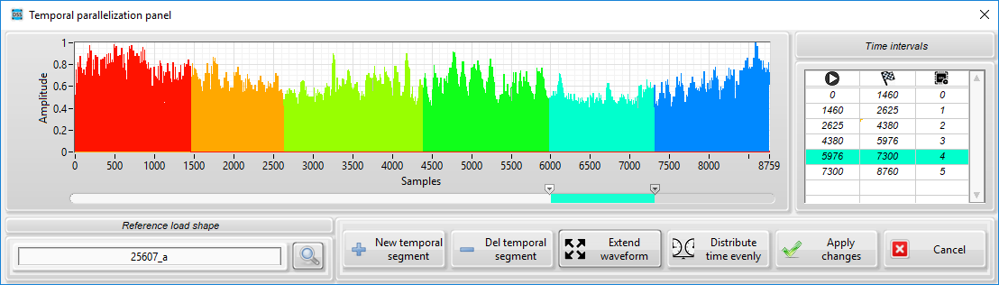 DSS Temporal parallelization panel
Time intervals
Amplitude
1
0.8
0.6
0.4
0.2
0
0 500 1000 1500 2000 2500 3000 3500 4000 4500 5000 5500 6000 6500 7000 7500 8000 8759
Samples
0 1460 0
1460 2625 1
2625 4380 2
4380 5976 3
5976 7300 4
7300 8760 5
Reference load shape
25607_a
New temporal
segment
Del temporal
segment
Extend
waveform
Distribute
time evenly
Apply
changes
Cancel